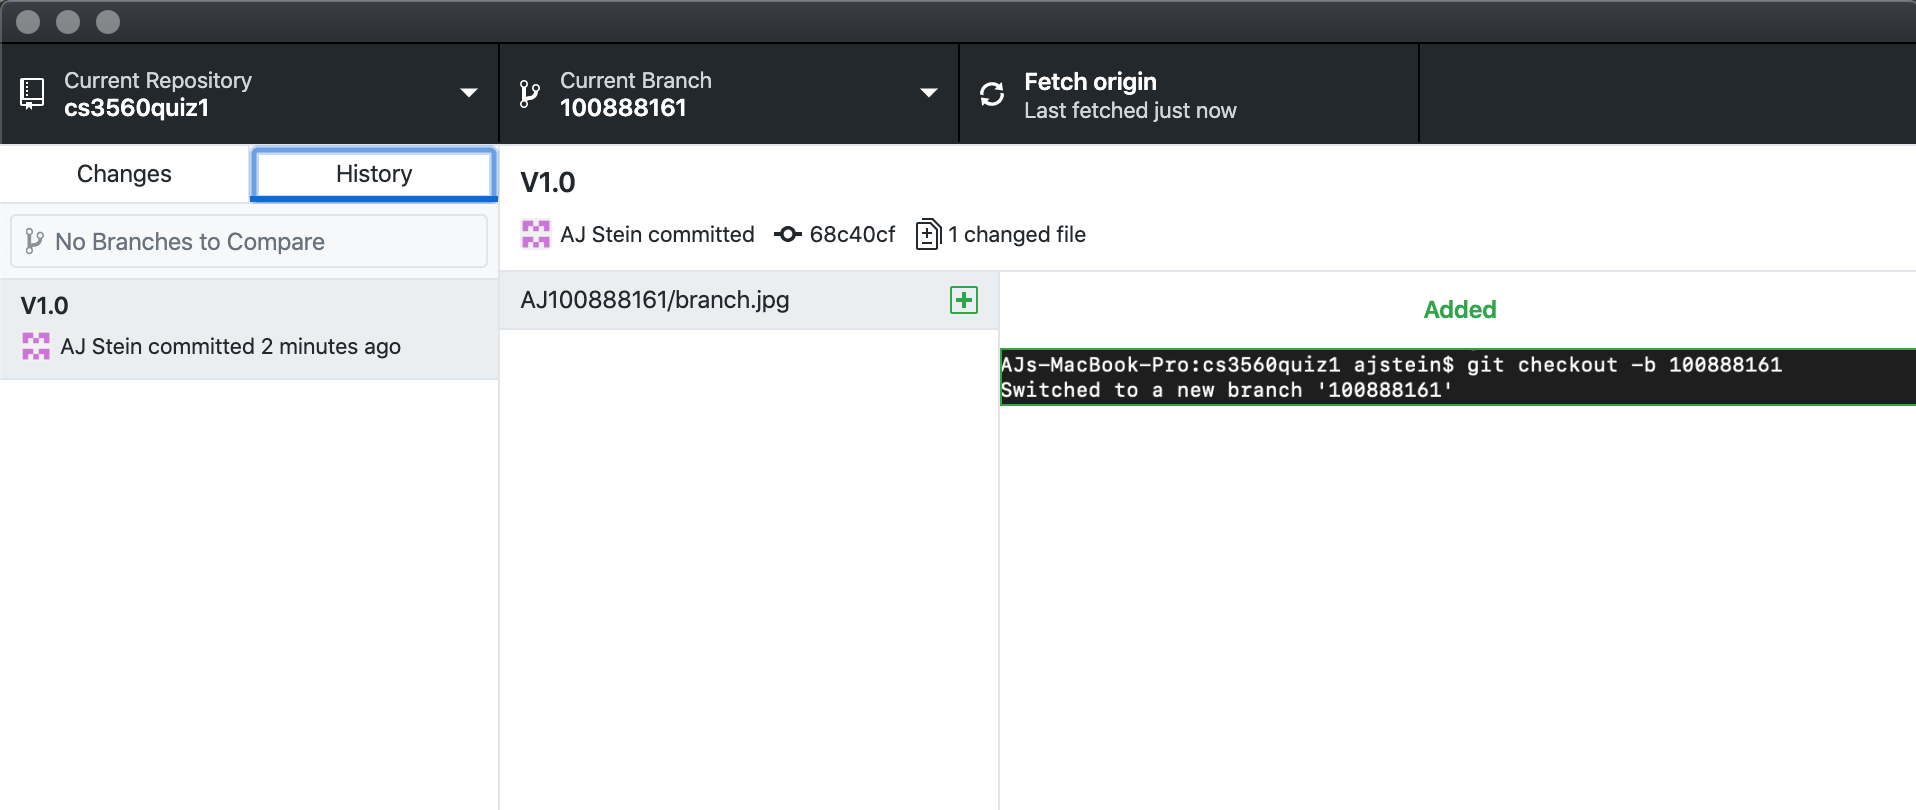 Current Repository
cs3560quiz1
Current Branch
100888161
Fetch origin
Last fetched just now
Changes
History
No Branches to Compare
V1.0
AJ Stein committed 2 minutes ago
V1.0
AJ Stein committed 68c40cf 1 changed file
AJ100888161/branch.jpg
Added
AJs-MacBook-Pro:cs3560quiz1 ajstein$ git checkout -b 100888161
Switched to a new branch '100888161'